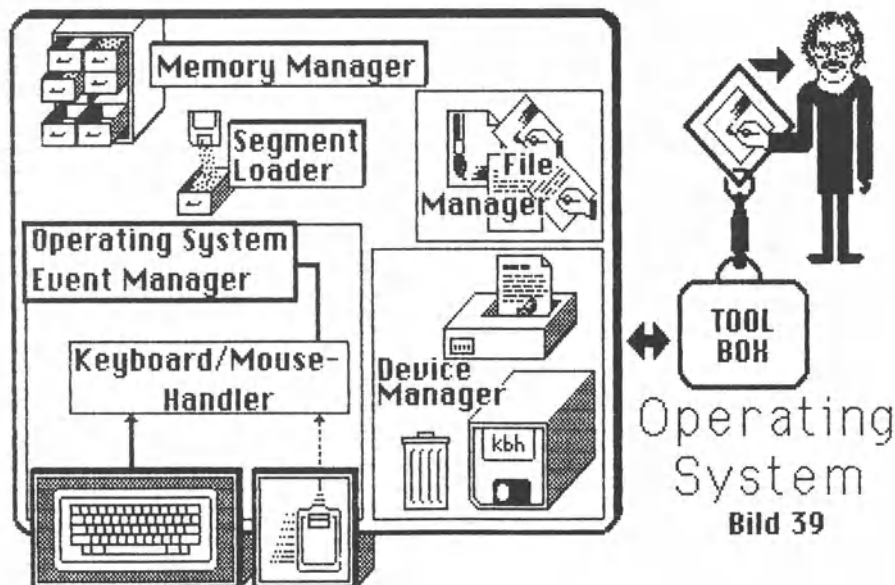 Memory Manager
Segment
Loader
File
Manager
Operating System
Event Manager
Keyboard/Mouse-
Handler
Device
Manager
kbh
TOOL
BOX
Operating
System
Bild 39